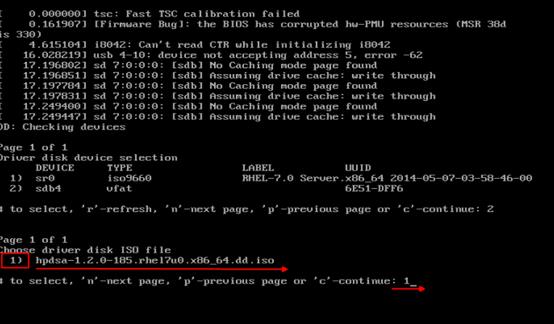 [    0.000000] tsc: Fast TSC calibration failed
[    0.161907] [Firmware Bug]: the BIOS has corrupted hw-PMU resources (MSR 38d
is 330)
[    4.615104] i8042: Can't read CTR while initializing i8042
[   16.028219] usb 4-10: device not accepting address 5, error -62
[   17.196802] sd 7:0:0:0: [sdb] No Caching mode page found
[   17.196851] sd 7:0:0:0: [sdb] Assuming drive cache: write through
[   17.197784] sd 7:0:0:0: [sdb] No Caching mode page found
[   17.197831] sd 7:0:0:0: [sdb] Assuming drive cache: write through
[   17.249400] sd 7:0:0:0: [sdb] No Caching mode page found
[   17.249447] sd 7:0:0:0: [sdb] Assuming drive cache: write through
DD: Checking devices
Page 1 of 1
Driver disk device selection
DEVICE TYPE LABEL UUID
1) sr0 iso9660 RHEL-7.0 Server.x86_64 2014-05-07-03-58-46-00
2) sdb4 vfat 6E51-DFF6
# to select, 'r'-refresh, 'n'-next page, 'p'-previous page or 'c'-continue: 2
Page 1 of 1
Choose driver disk ISO file
1) hpdsa-1.2.0-185.rhel7u0.x86_64.dd.iso
# to select, 'n'-next page, 'p'-previous page or 'c'-continue: 1_